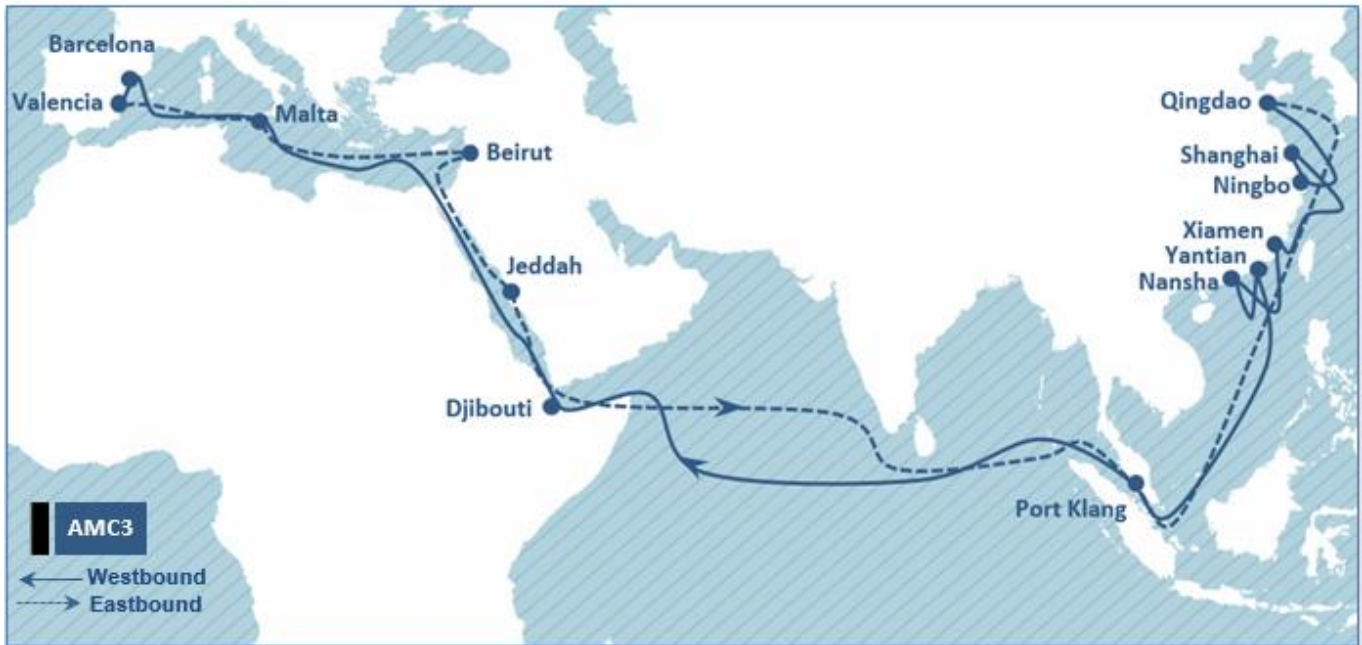 Barcelona
Valencia
Malta
Beirut
Jeddah
Djibouti
Qingdao
Shanghai
Ningbo
Xiamen
Yantian
Nansha
Port Klang
AMC3
Westbound
Eastbound